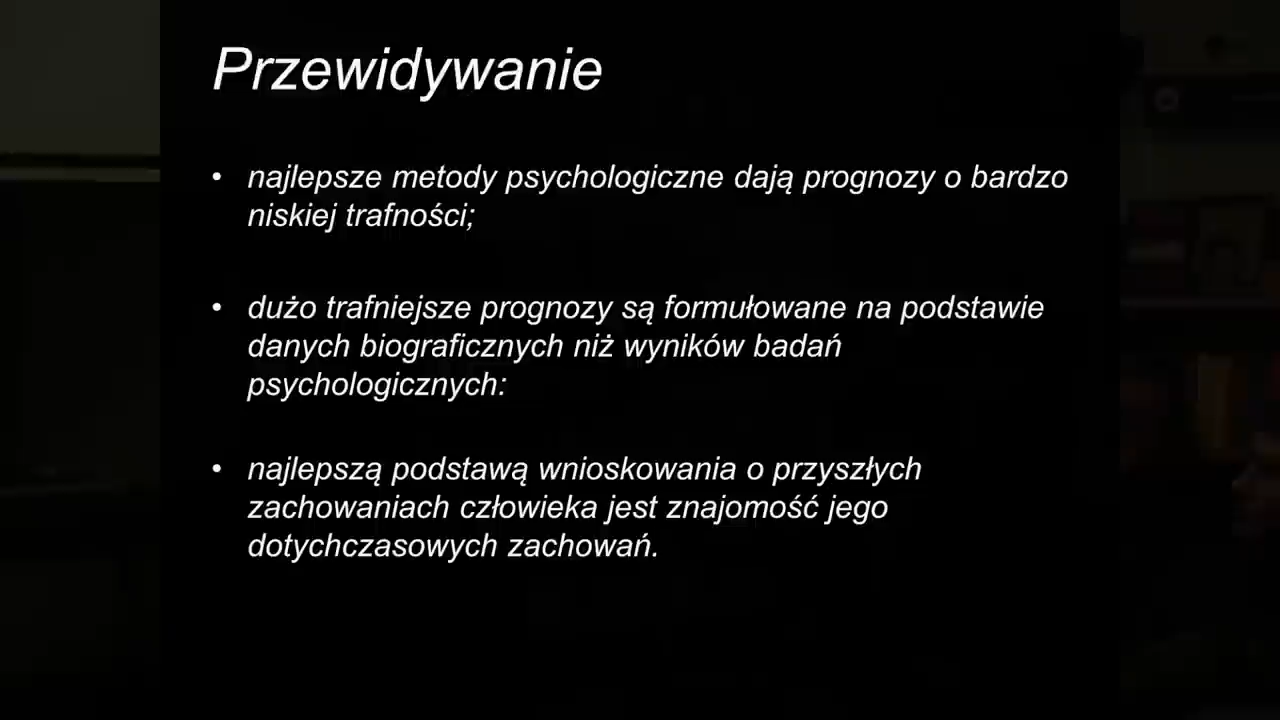 Przewidywanie
• najlepsze metody psychologiczne dają prognozy o bardzo
niskiej trafności;
• dużo trafniejsze prognozy są formułowane na podstawie
danych biograficznych niż wyników badań
psychologicznych:
• najlepszą podstawą wnioskowania o przyszłych
zachowaniach człowieka jest znajomość jego
dotychczasowych zachowań.